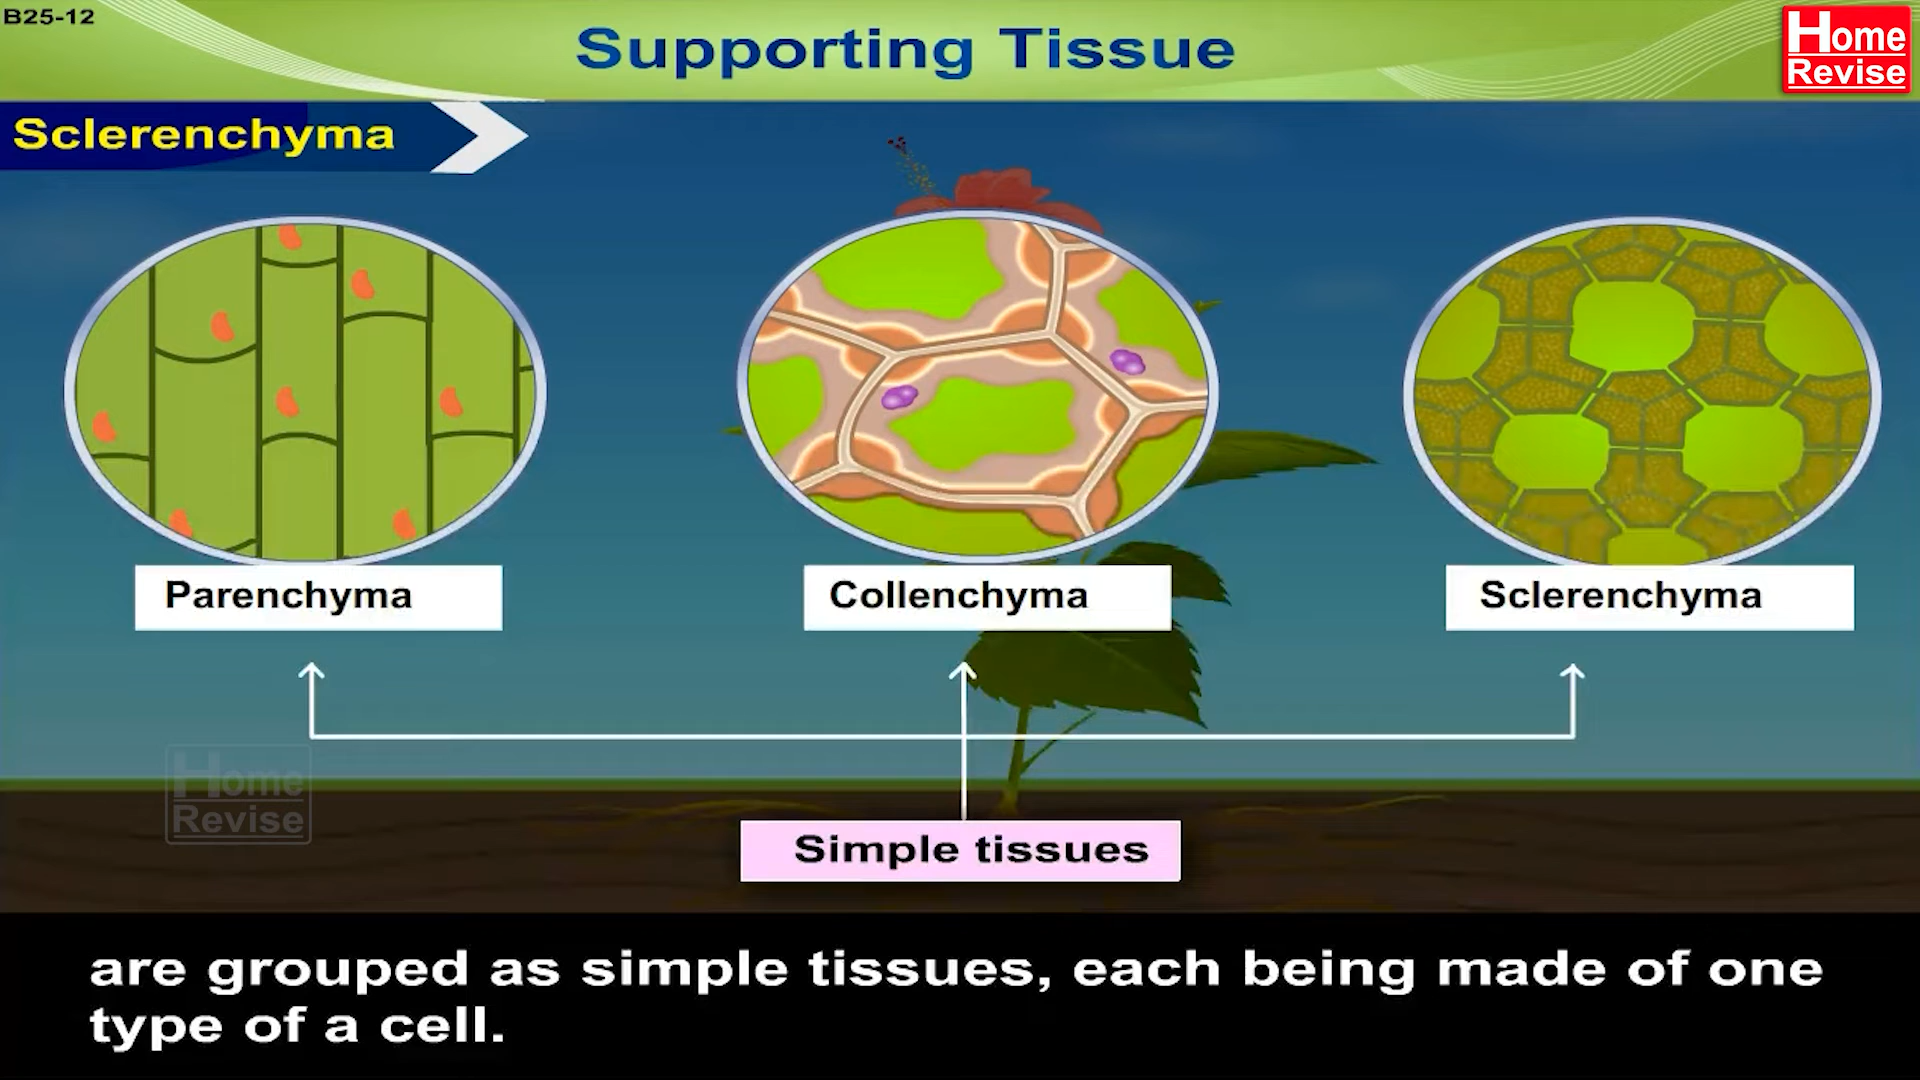 B25-12
Supporting Tissue
Home
Revise
Sclerenchyma
Parenchyma
Collenchyma
Sclerenchyma
Home
Revise
Simple tissues
are grouped as simple tissues, each being made of one
type of a cell.